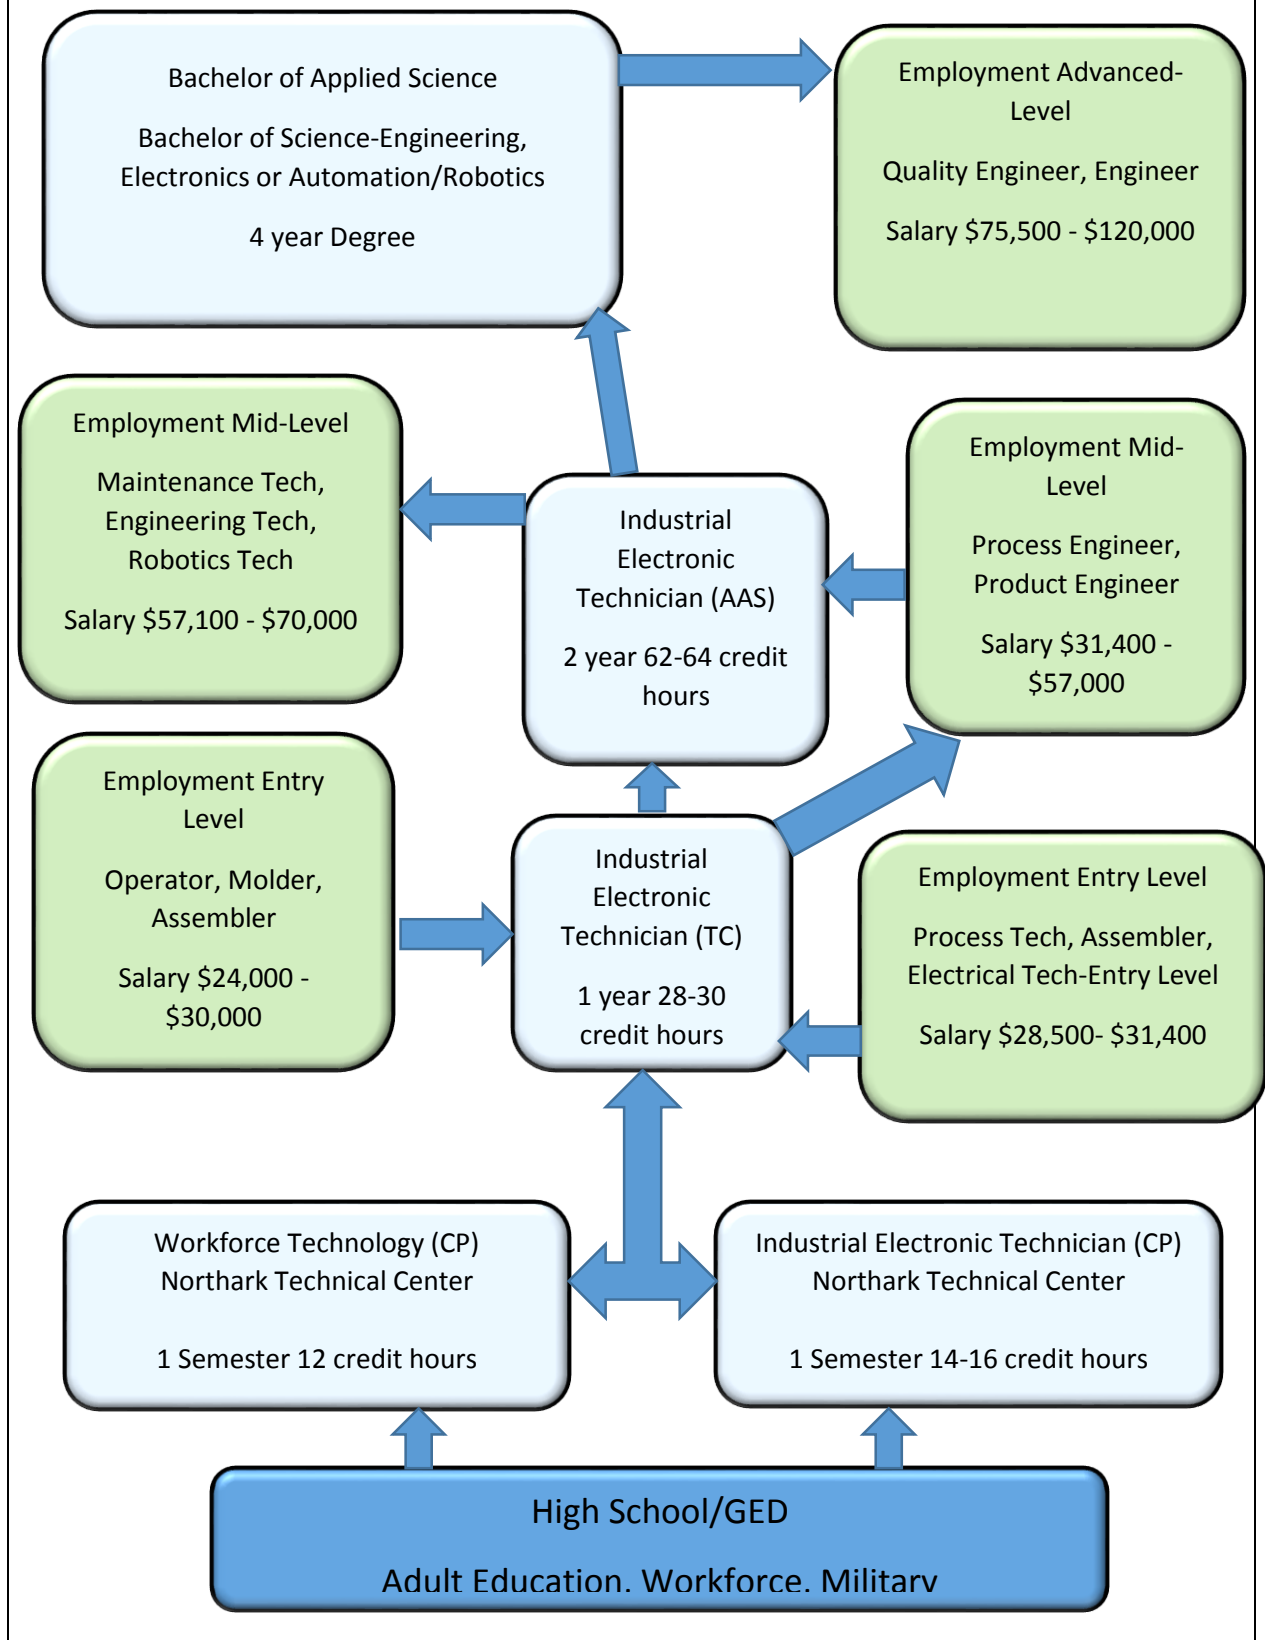 Bachelor of Applied Science
Bachelor of Science-Engineering,
Electronics or Automation/Robotics
4 year Degree
Employment Advanced-
Level
Quality Engineer, Engineer
Salary $75,500 - $120,000
Employment Mid-Level
Maintenance Tech,
Engineering Tech,
Robotics Tech
Salary $57,100 - $70,000
Industrial
Electronic
Technician (AAS)
2 year 62-64 credit
hours
Employment Mid-
Level
Process Engineer,
Product Engineer
Salary $31,400 -
$57,000
Employment Entry
Level
Operator, Molder,
Assembler
Salary $24,000 -
$30,000
Industrial
Electronic
Technician (TC)
1 year 28-30
credit hours
Employment Entry Level
Process Tech, Assembler,
Electrical Tech-Entry Level
Salary $28,500- $31,400
Workforce Technology (CP)
Northark Technical Center
1 Semester 12 credit hours
Industrial Electronic Technician (CP)
Northark Technical Center
1 Semester 14-16 credit hours
High School/GED
Adult Education, Workforce, Military